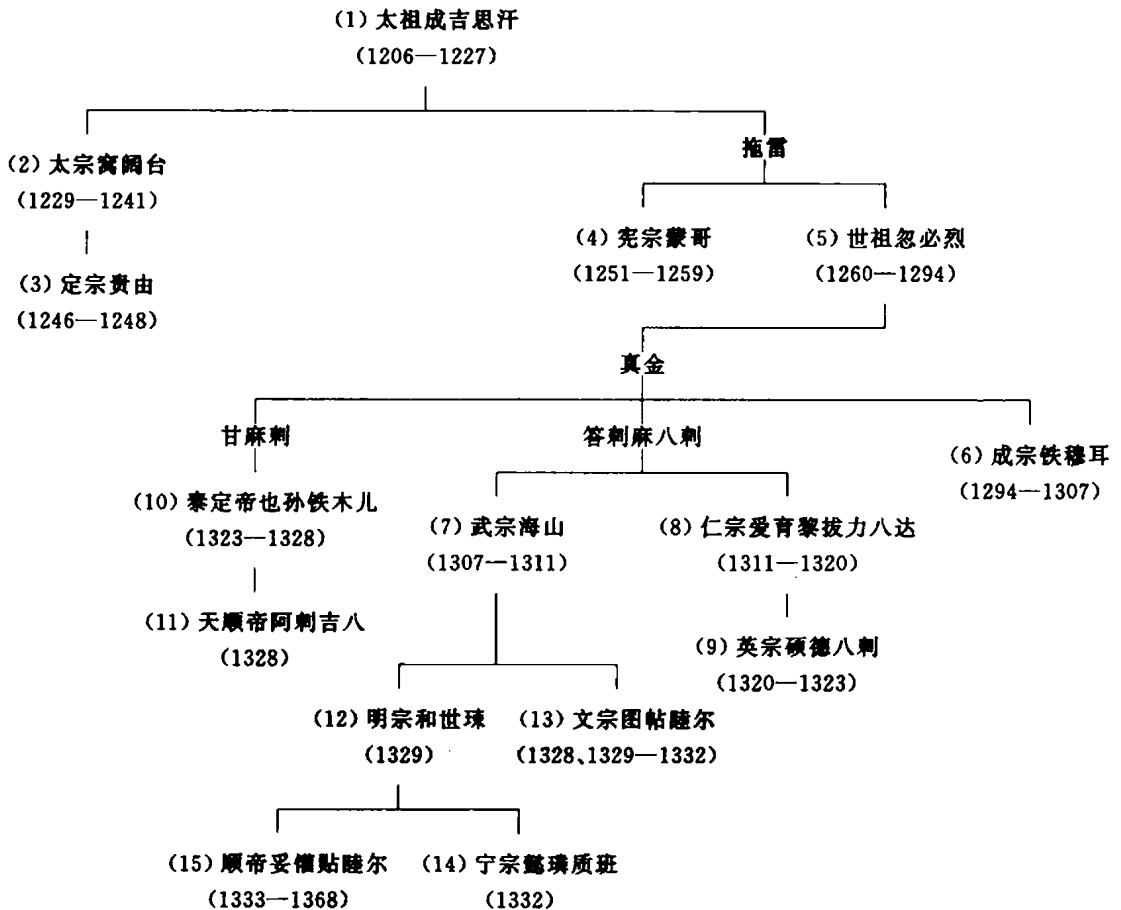 (1) 太祖成吉思汗
(1206—1227)
拖雷
(2) 太宗窝阔台
(1229—1241)
(4) 宪宗蒙哥
(1251—1259)
(5) 世祖忽必烈
(1260—1294)
(3) 定宗贵由
(1246—1248)
真金
甘麻剌
答剌麻八剌
(6) 成宗铁穆耳
(1294—1307)
(10) 泰定帝也孙铁木儿
(1323—1328)
(7) 武宗海山
(1307—1311)
(8) 仁宗爱育黎拔力八达
(1311—1320)
(11) 天顺帝阿剌吉八
(1328)
(9) 英宗硕德八剌
(1320—1323)
(12) 明宗和世㻋
(1329)
(13) 文宗图帖睦尔
(1328、1329—1332)
(15) 顺帝妥懽贴睦尔
(1333—1368)
(14) 宁宗懿璘质班
(1332)